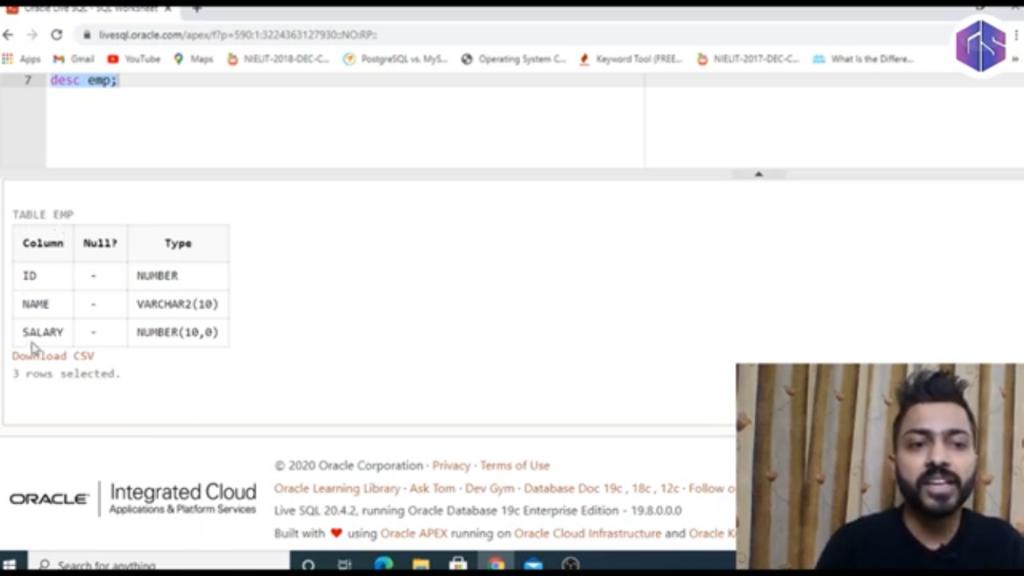 Oracle Live SQL - SQL Worksheet
livesql.oracle.com/apex/f?p=590:1:3224363127930::NO:RP::
Apps Gmail YouTube Maps NIELIT-2018-DEC-C... PostgreSQL vs. MyS... Operating System C... Keyword Tool (FREE... NIELIT-2017-DEC-C... What Is the Differe...
7 desc emp;
TABLE EMP
Column Null? Type
ID - NUMBER
NAME - VARCHAR2(10)
SALARY - NUMBER(10,0)
Download CSV
3 rows selected.
© 2020 Oracle Corporation · Privacy · Terms of Use
ORACLE Integrated Cloud
Applications & Platform Services
Oracle Learning Library · Ask Tom · Dev Gym · Database Doc 19c, 18c, 12c · Follow
Live SQL 20.4.2, running Oracle Database 19c Enterprise Edition - 19.8.0.0.0
Built with ❤ using Oracle APEX running on Oracle Cloud Infrastructure and Oracle
Search for anything